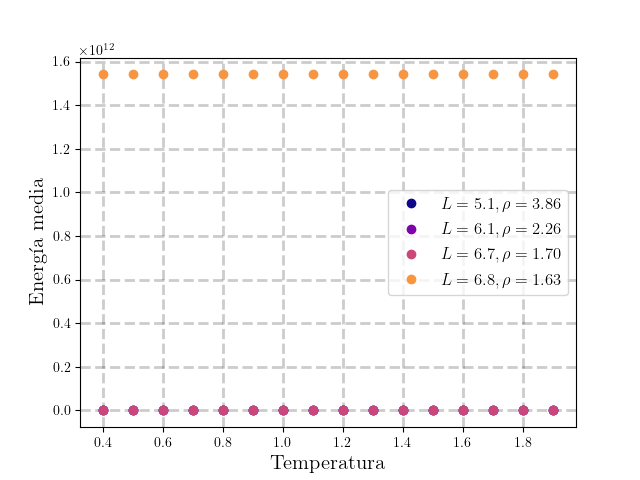 ×10¹²
1.6
1.4
1.2
1.0
0.8
0.6
0.4
0.2
0.0
Energía media
L = 5.1, ρ = 3.86
L = 6.1, ρ = 2.26
L = 6.7, ρ = 1.70
L = 6.8, ρ = 1.63
0.4 0.6 0.8 1.0 1.2 1.4 1.6 1.8
Temperatura